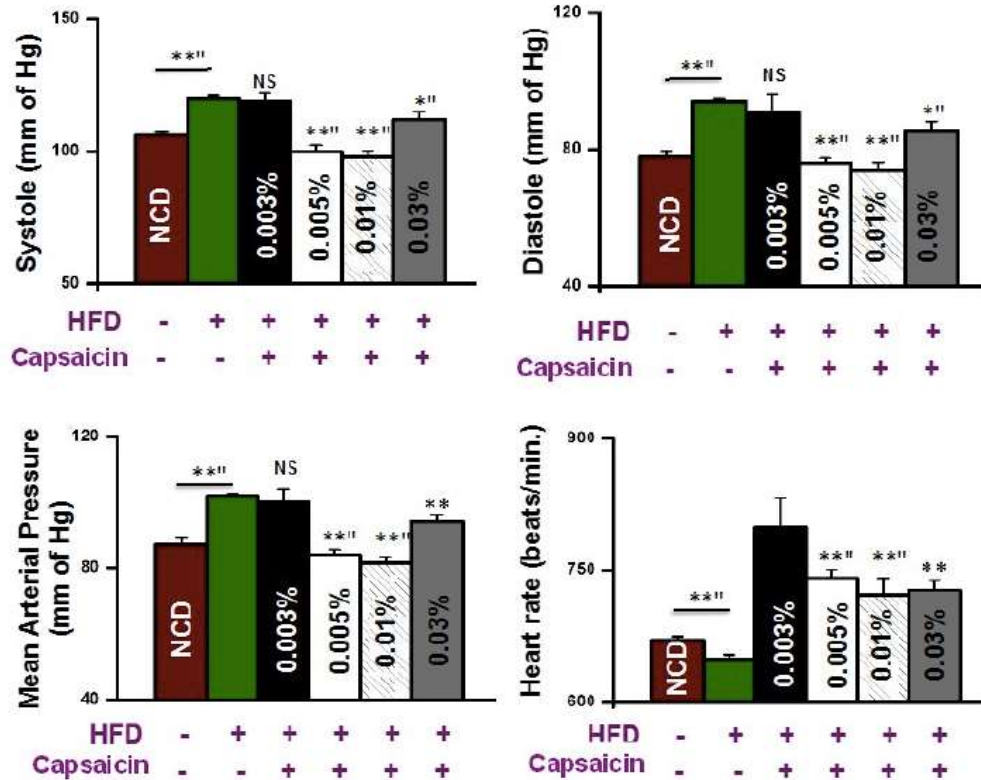 Systole (mm of Hg)
150
100
50
**"
NS
**"
**"
*"
NCD
0.003%
0.005%
0.01%
0.03%
HFD - + + + + +
Capsaicin - - + + + +
Diastole (mm of Hg)
120
80
40
**"
NS
**"
**"
*"
NCD
0.003%
0.005%
0.01%
0.03%
HFD - + + + + +
Capsaicin - - + + + +
Mean Arterial Pressure
(mm of Hg)
120
80
40
**"
NS
**"
**"
**
NCD
0.003%
0.005%
0.01%
0.03%
HFD - + + + + +
Capsaicin - - + + + +
Heart rate (beats/min.)
900
750
600
**"
**"
**"
**
NCD
0.003%
0.005%
0.01%
0.03%
HFD - + + + + +
Capsaicin - - + + + +